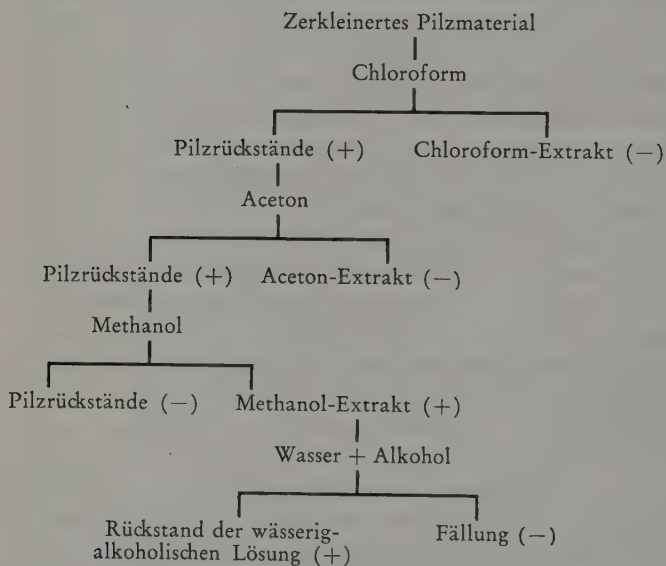 Zerkleinertes Pilzmaterial
Chloroform
Pilzrückstände (+) Chloroform-Extrakt (−)
Aceton
Pilzrückstände (+) Aceton-Extrakt (−)
Methanol
Pilzrückstände (−) Methanol-Extrakt (+)
Wasser + Alkohol
Rückstand der wässerig-
alkoholischen Lösung (+)
Fällung (−)